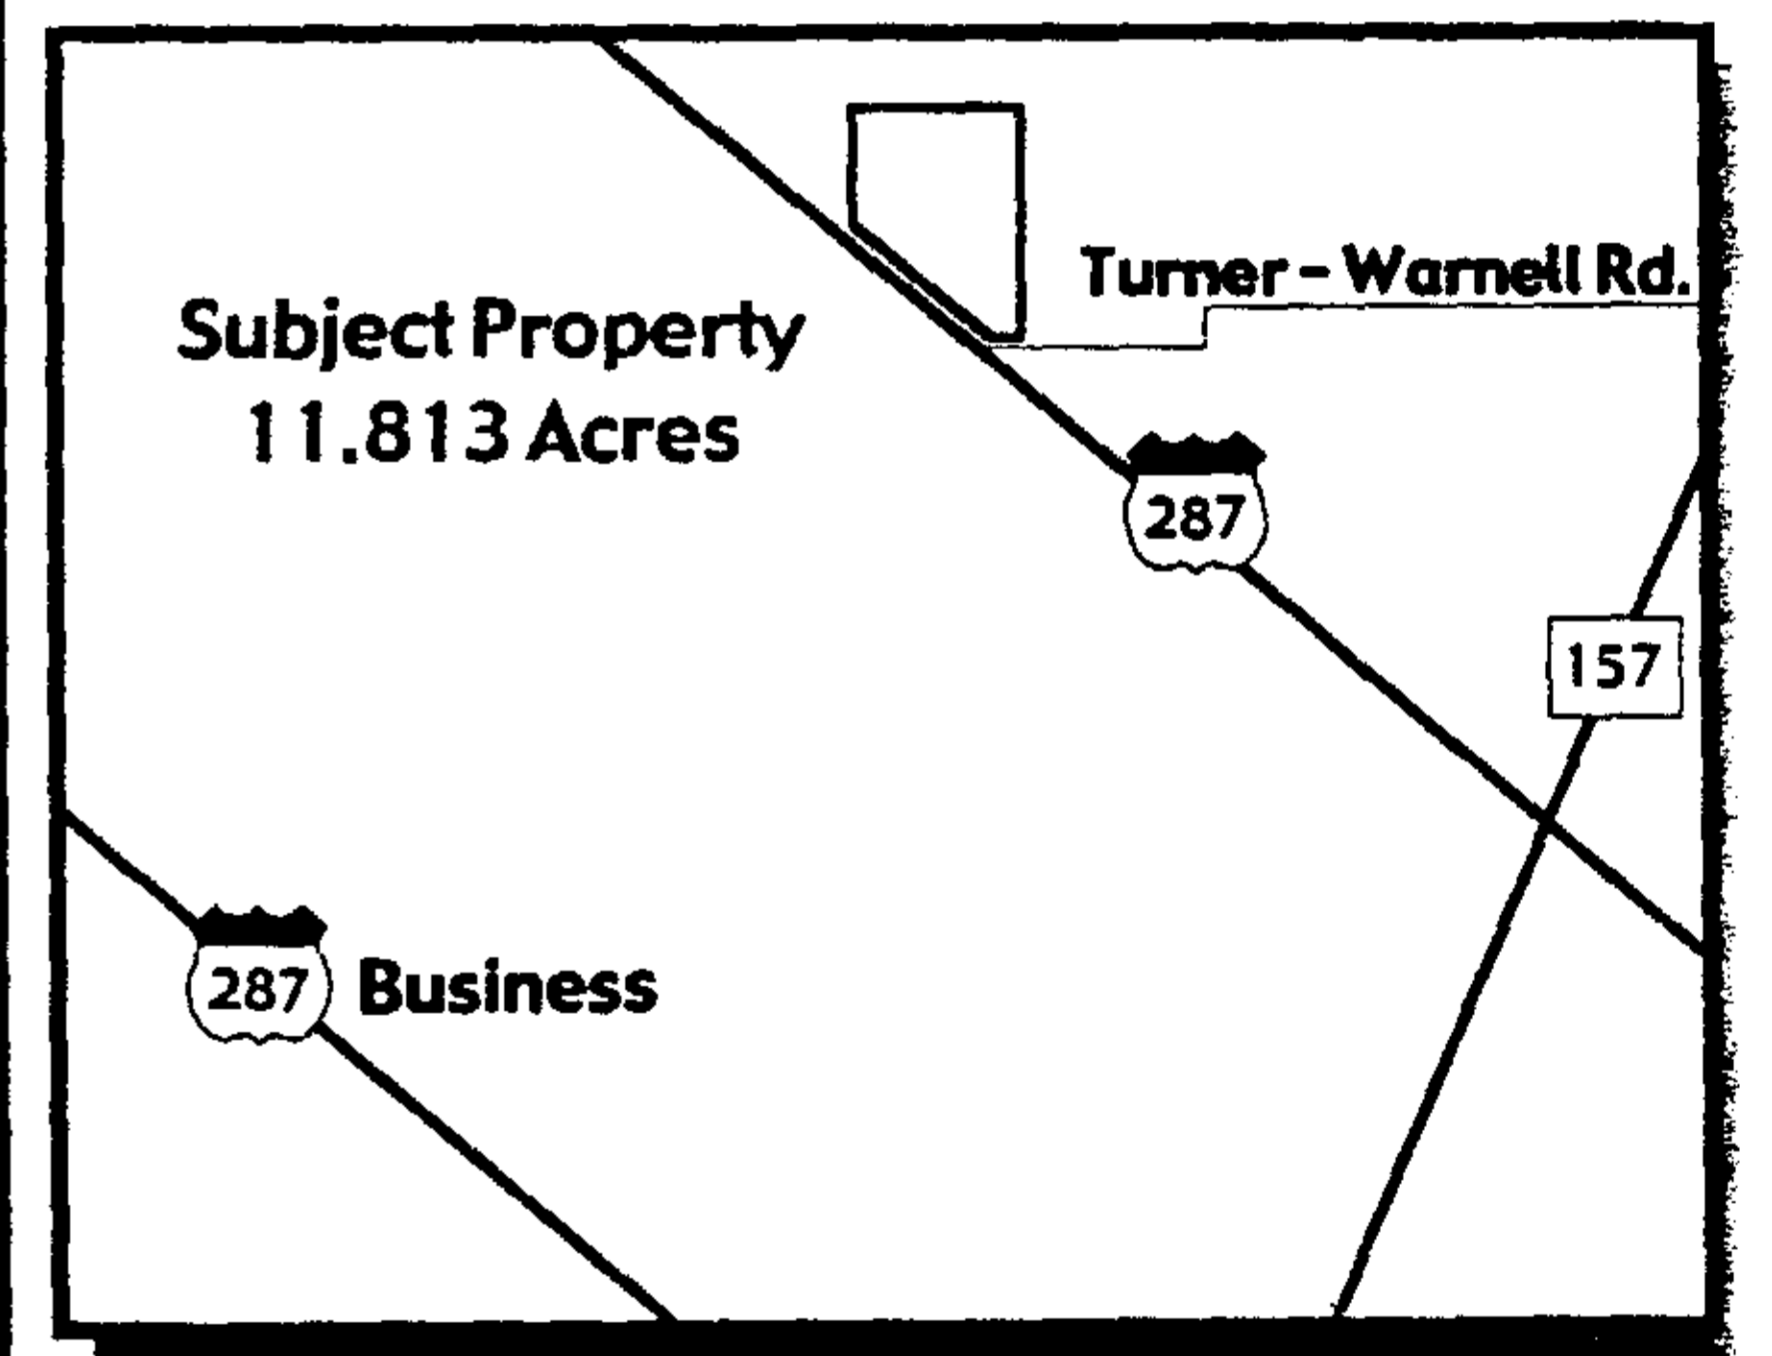 Turner - Warnell Rd.
Subject Property
11.813 Acres
287
157
287 Business